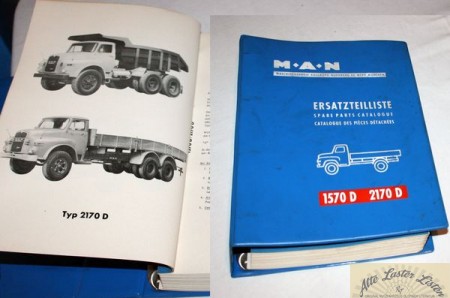 Typ 2170 D
M·A·N
ERSATZTEILLISTE
SPARE PARTS CATALOGUE
CATALOGUE DES PIÈCES DÉTACHÉES
1570 D 2170 D
Alte Laster Listen